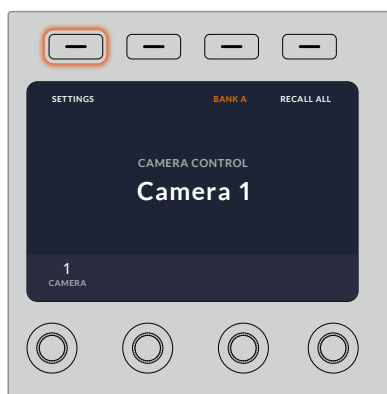 SETTINGS BANK A RECALL ALL
CAMERA CONTROL
Camera 1
1
CAMERA